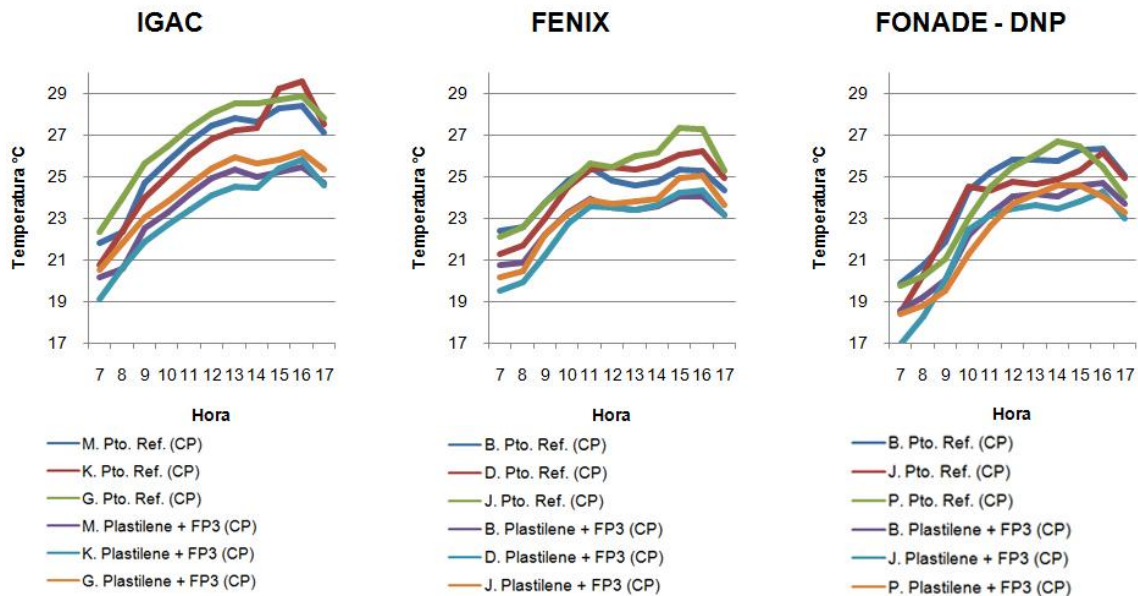 IGAC
Temperatura °C
29
27
25
23
21
19
17
7 8 9 10 11 12 13 14 15 16 17
Hora
M. Pto. Ref. (CP)
K. Pto. Ref. (CP)
G. Pto. Ref. (CP)
M. Plastilene + FP3 (CP)
K. Plastilene + FP3 (CP)
G. Plastilene + FP3 (CP)
FENIX
Temperatura °C
29
27
25
23
21
19
17
7 8 9 10 11 12 13 14 15 16 17
Hora
B. Pto. Ref. (CP)
D. Pto. Ref. (CP)
J. Pto. Ref. (CP)
B. Plastilene + FP3 (CP)
D. Plastilene + FP3 (CP)
J. Plastilene + FP3 (CP)
FONADE - DNP
Temperatura °C
29
27
25
23
21
19
17
7 8 9 10 11 12 13 14 15 16 17
Hora
B. Pto. Ref. (CP)
J. Pto. Ref. (CP)
P. Pto. Ref. (CP)
B. Plastilene + FP3 (CP)
J. Plastilene + FP3 (CP)
P. Plastilene + FP3 (CP)